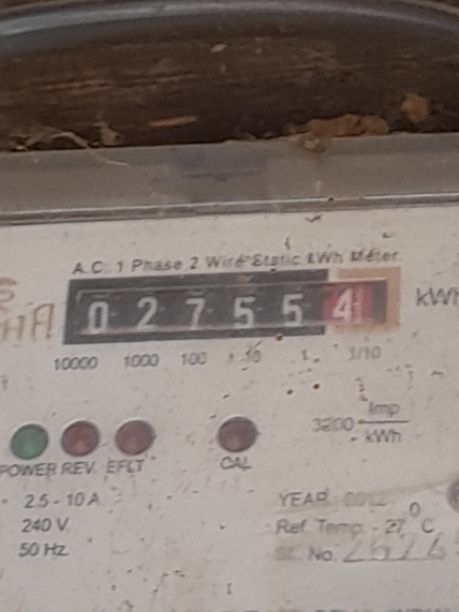 A.C. 1 Phase 2 Wire Static kWh Meter
0 2 7 5 5 4 kWh
10000 1000 100 10 1 1/10
3200 Imp
kWh
POWER REV. EFLT CAL
2.5 - 10 A
240 V.
50 Hz.
YEAR
Ref. Temp. - 27 °C
SL. No.